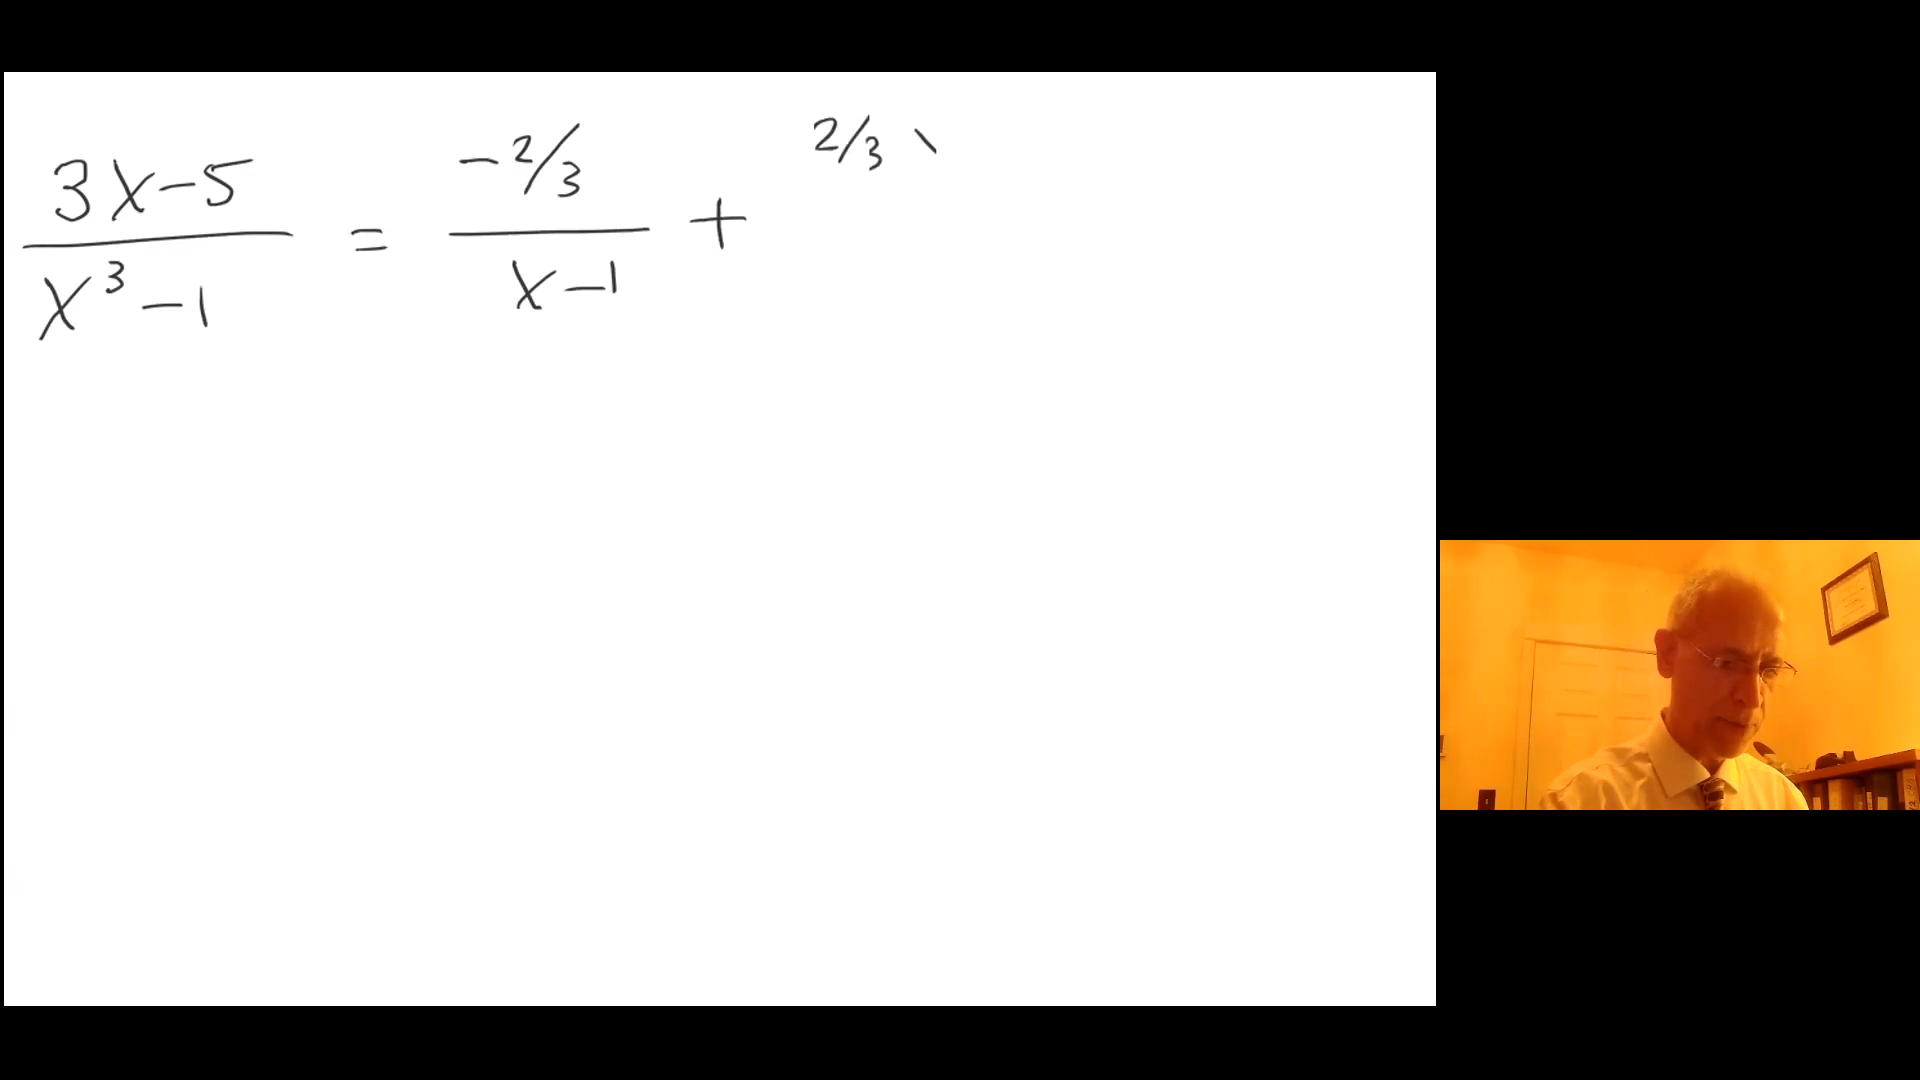 (3x-5)/(x³-1) = (-2/3)/(x-1) + 2/3 \